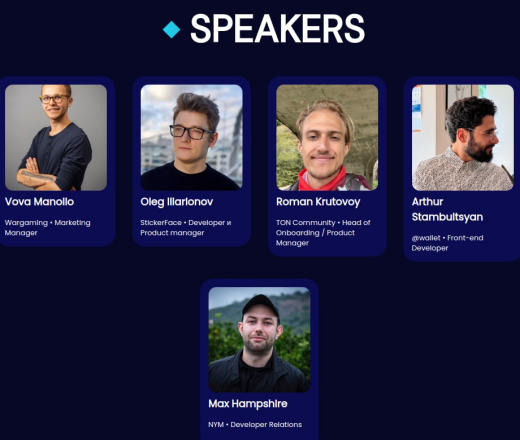 SPEAKERS
Vova Manollo
Wargaming • Marketing
Manager
Oleg Illarionov
StickerFace • Developer и
Product manager
Roman Krutovoy
TON Community • Head of
Onboarding / Product
Manager
Arthur
Stambultsyan
@wallet • Front-end
Developer
Max Hampshire
NYM • Developer Relations